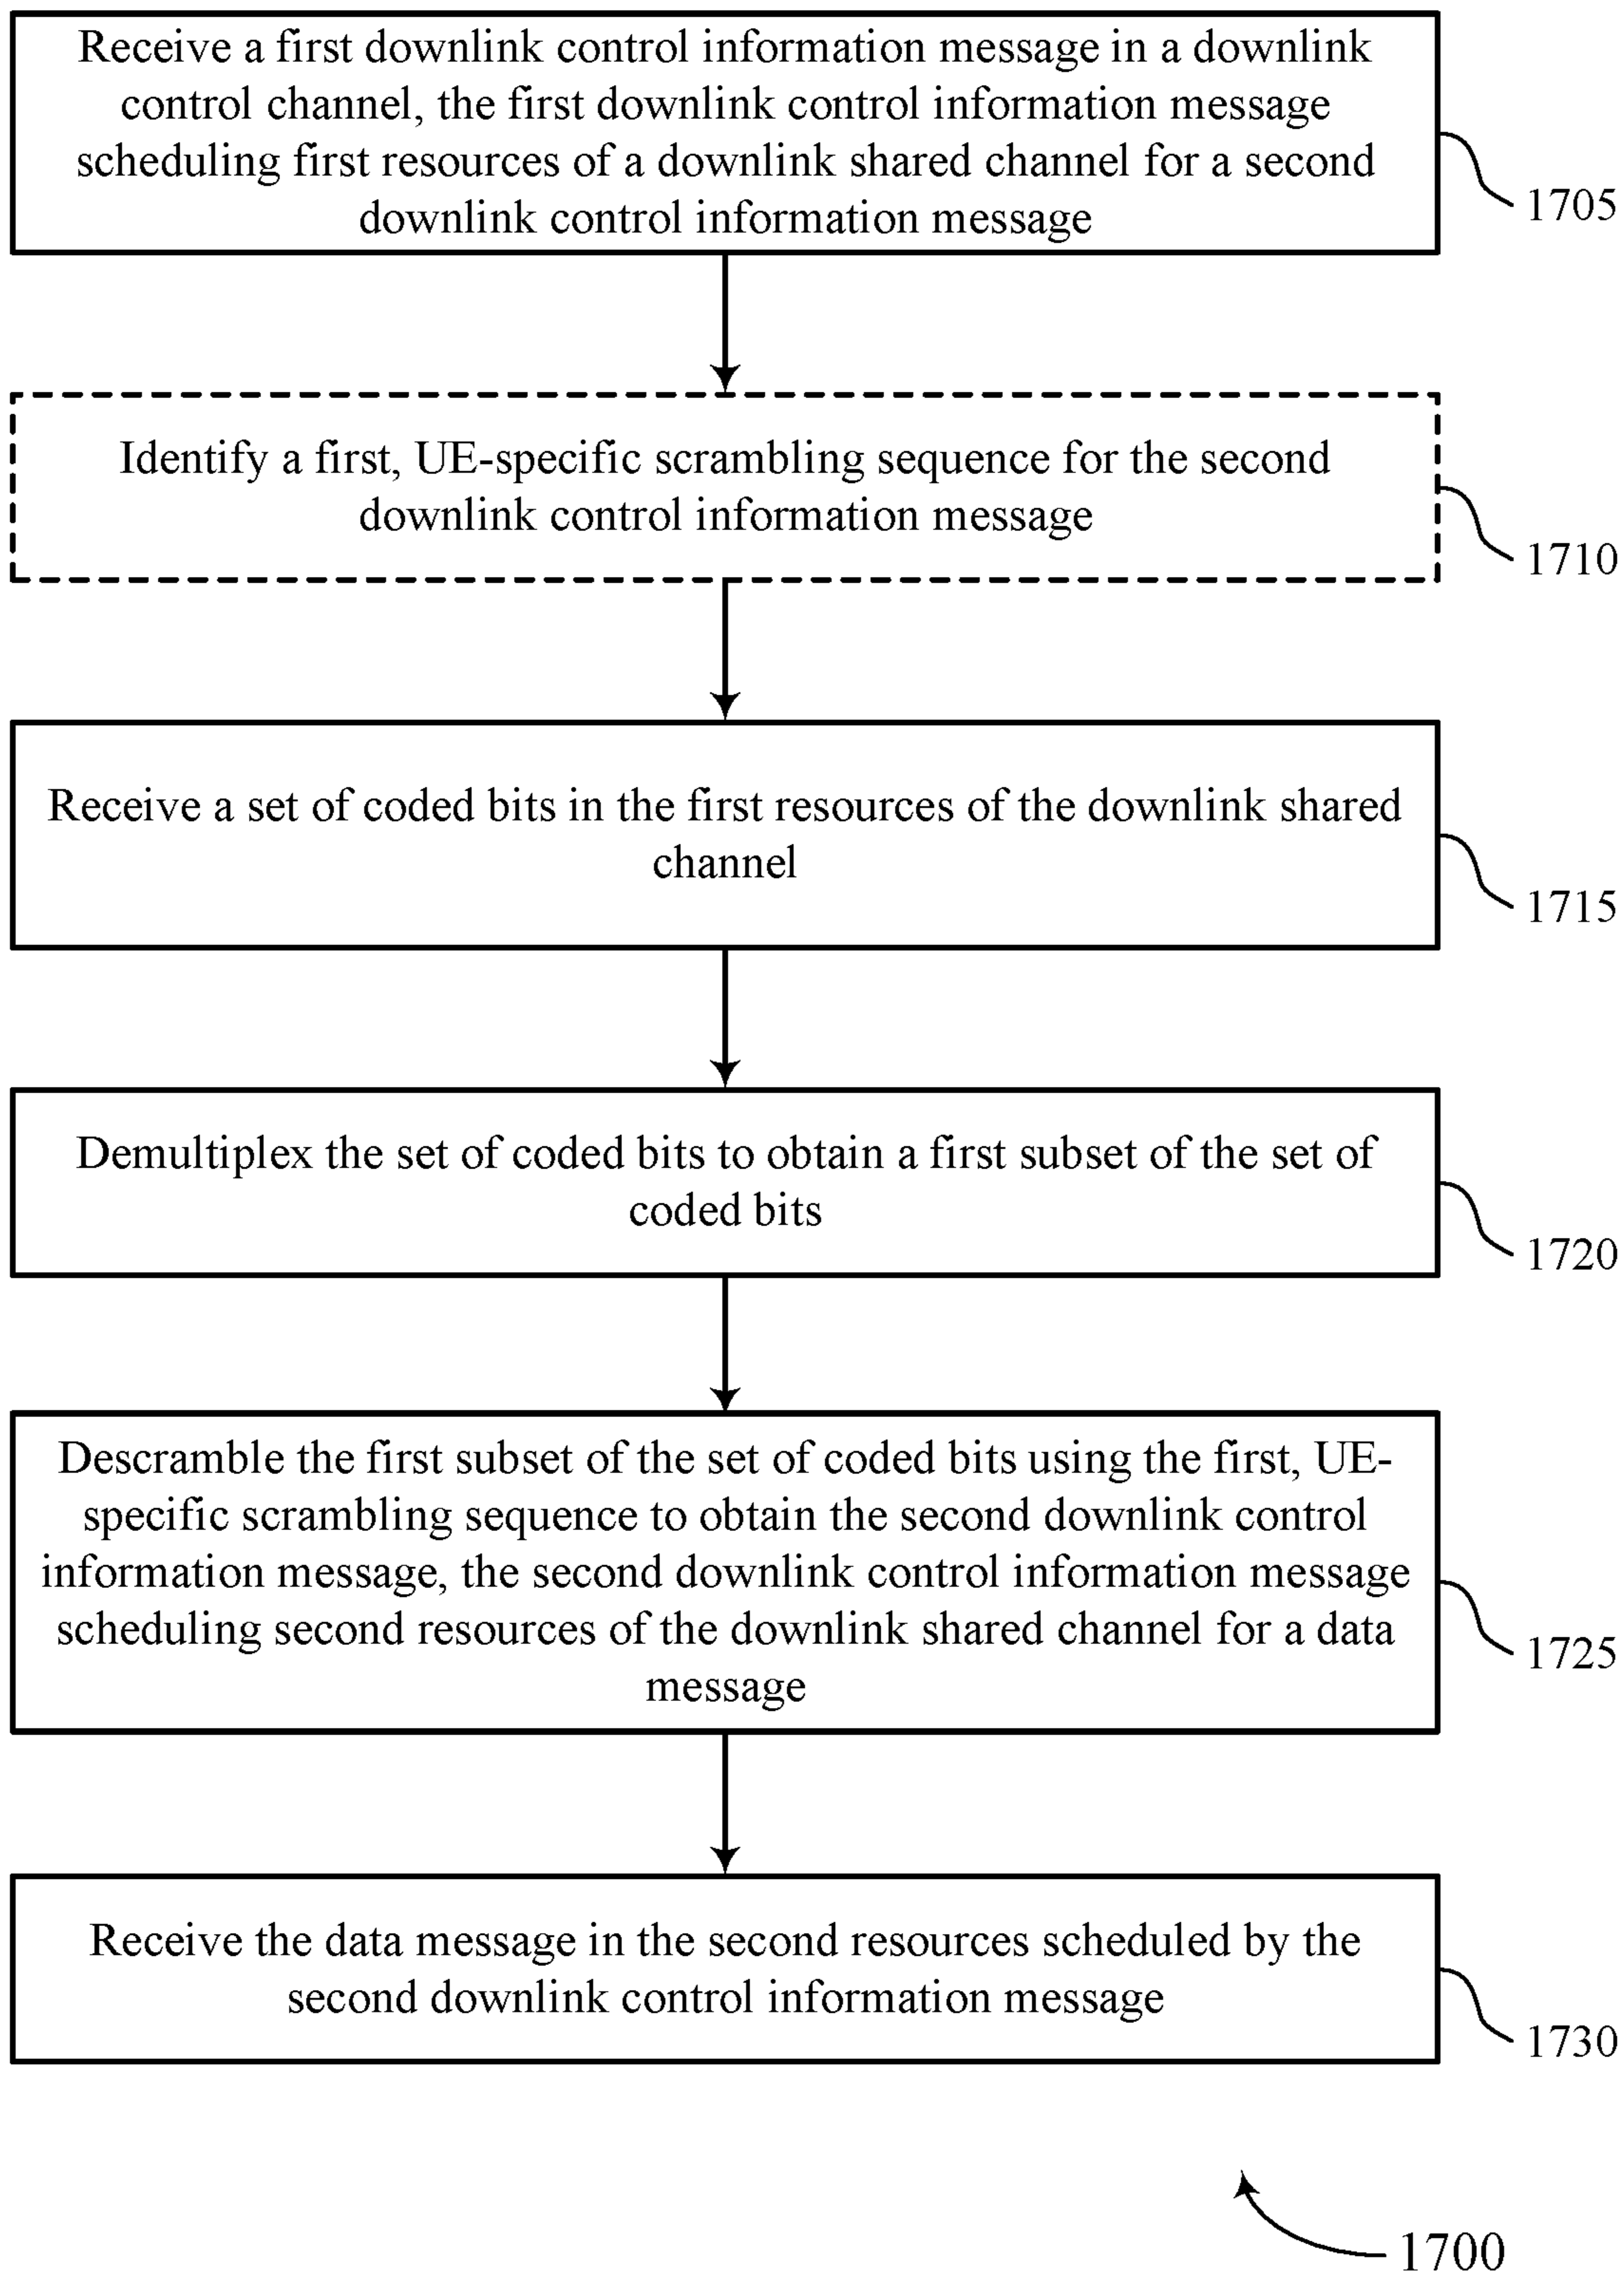 Receive a first downlink control information message in a downlink
control channel, the first downlink control information message
scheduling first resources of a downlink shared channel for a second
downlink control information message
1705
Identify a first, UE-specific scrambling sequence for the second
downlink control information message
1710
Receive a set of coded bits in the first resources of the downlink shared
channel
1715
Demultiplex the set of coded bits to obtain a first subset of the set of
coded bits
1720
Descramble the first subset of the set of coded bits using the first, UE-
specific scrambling sequence to obtain the second downlink control
information message, the second downlink control information message
scheduling second resources of the downlink shared channel for a data
message
1725
Receive the data message in the second resources scheduled by the
second downlink control information message
1730
1700